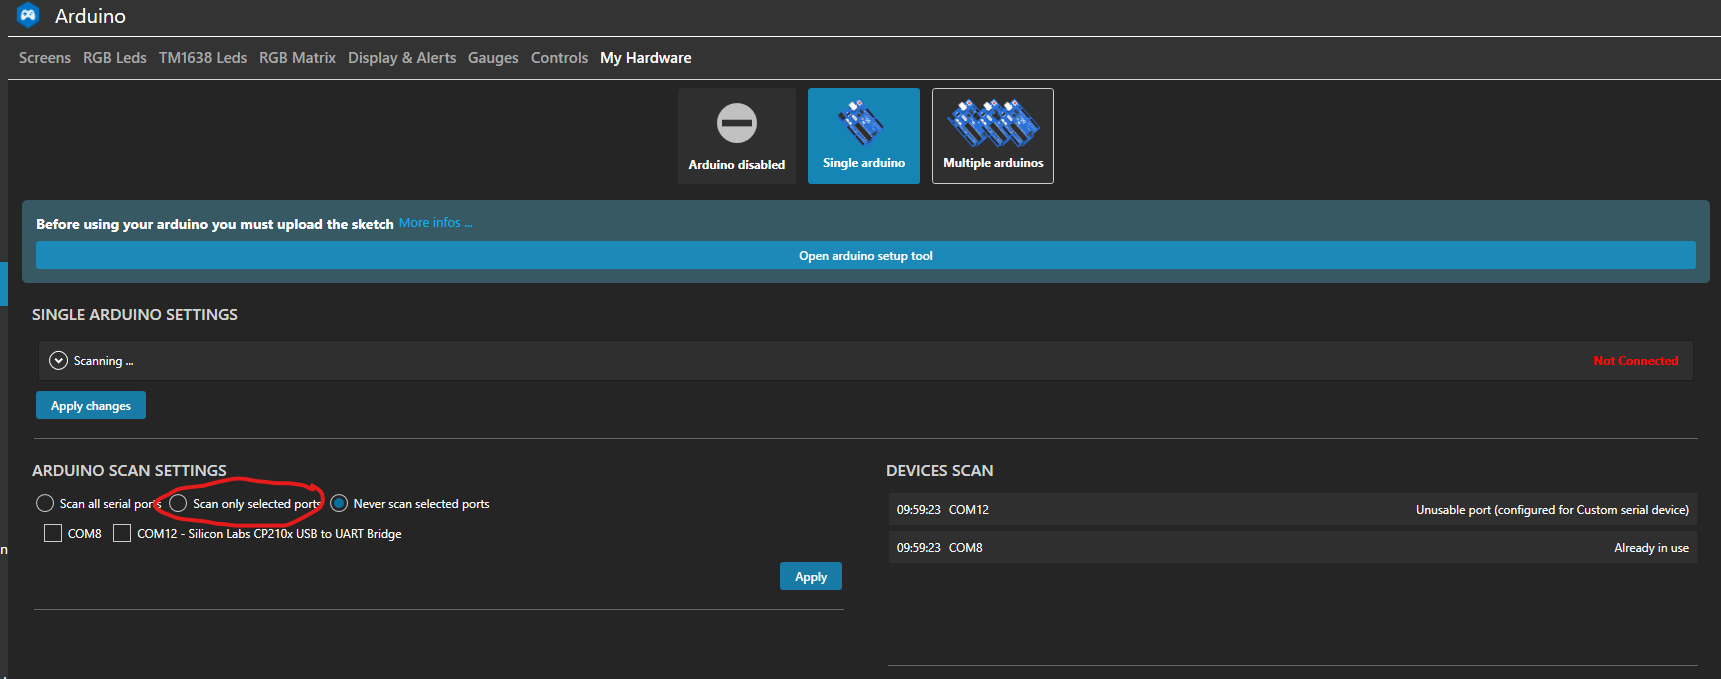 Arduino
Screens RGB Leds TM1638 Leds RGB Matrix Display & Alerts Gauges Controls My Hardware
Arduino disabled Single arduino Multiple arduinos
Before using your arduino you must upload the sketch More infos ...
Open arduino setup tool
SINGLE ARDUINO SETTINGS
Scanning ... Not Connected
Apply changes
ARDUINO SCAN SETTINGS
Scan all serial ports Scan only selected ports Never scan selected ports
COM8 COM12 - Silicon Labs CP210x USB to UART Bridge
Apply
DEVICES SCAN
09:59:23 COM12 Unusable port (configured for Custom serial device)
09:59:23 COM8 Already in use